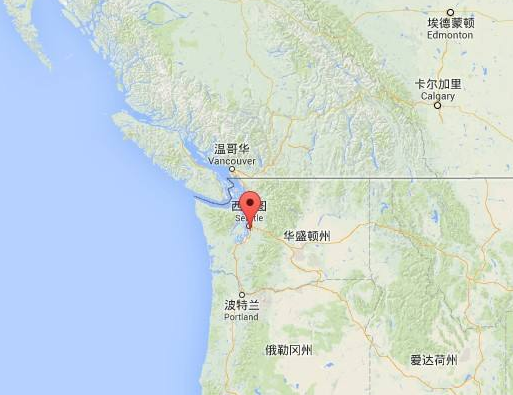 埃德蒙顿
Edmonton
卡尔加里
Calgary
温哥华
Vancouver
西 图
Seattle
华盛顿州
波特兰
Portland
俄勒冈州
爱达荷州